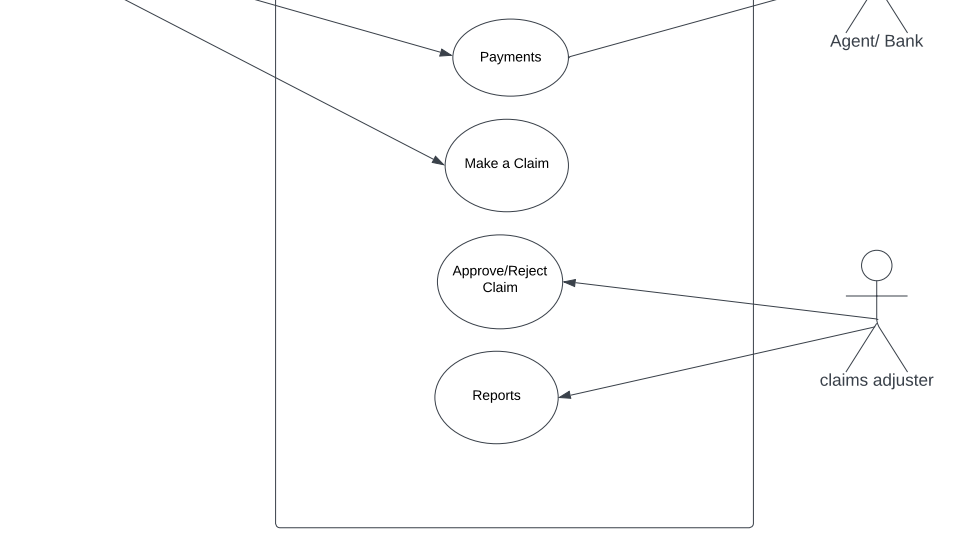 Agent/ Bank
Payments
Make a Claim
Approve/Reject
Claim
claims adjuster
Reports